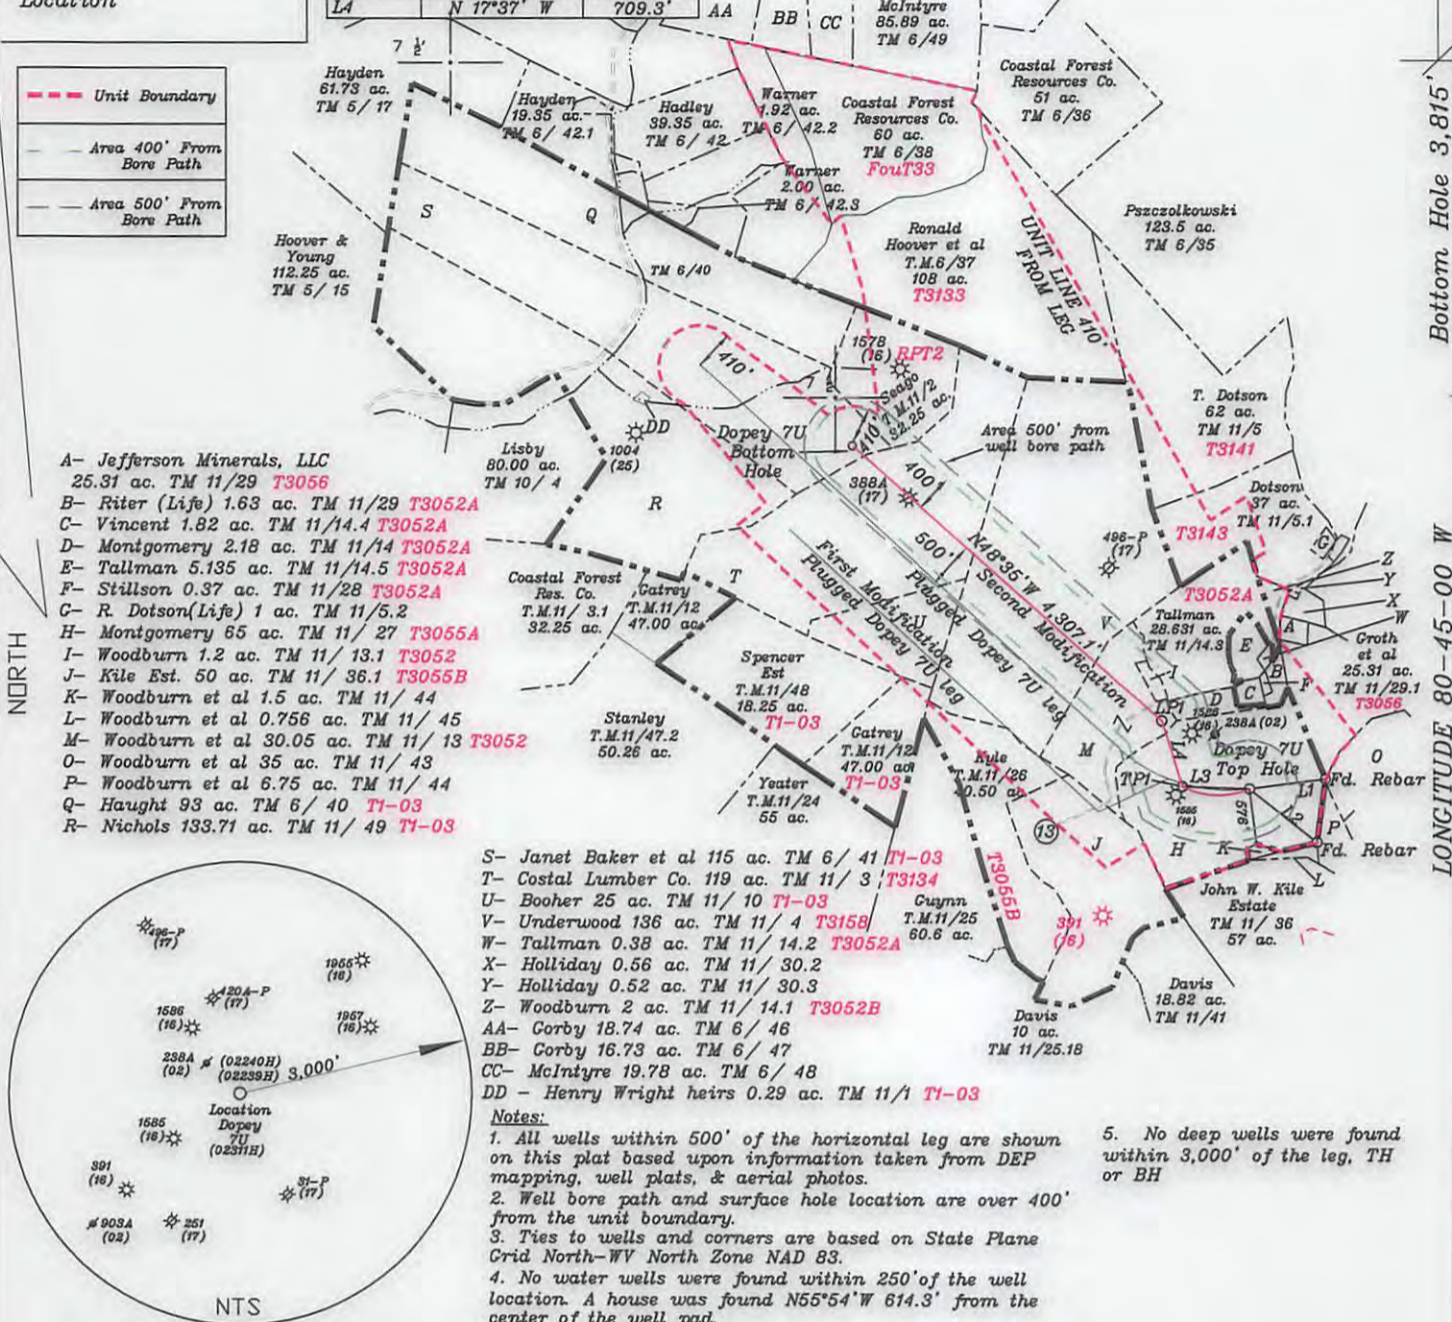 Location
L4 N 17°37' W 709.3'
Unit Boundary
Area 400' From
Bore Path
Area 500' From
Bore Path
NORTH
7 ½'
Hayden
61.73 ac.
TM 5/ 17
Hayden
19.35 ac.
TM 6/ 42.1
Hadley
39.35 ac.
TM 6/ 42
AA
BB
CC
McIntyre
85.89 ac.
TM 6/49
Warner
1.92 ac.
TM 6/ 42.2
Coastal Forest
Resources Co.
60 ac.
TM 6/38
FouT33
Coastal Forest
Resources Co.
51 ac.
TM 6/36
Warner
2.00 ac.
TM 6/ 42.3
Pszczolkowski
123.5 ac.
TM 6/35
Hoover &
Young
112.25 ac.
TM 5/ 15
S
Q
TM 6/40
Ronald
Hoover et al
T.M.6/37
108 ac.
T3133
UNIT LINE 410'
FROM LEG
1578
(16)
RPT2
Seago
T.M.11/2
32.25 ac.
410'
410'
T. Dotson
62 ac.
TM 11/5
T3141
Dopey 7U
Bottom
Hole
Area 500' from
well bore path
400'
388A
(17)
500'
DD
1004
(25)
Lisby
80.00 ac.
TM 10/ 4
R
N48°35'W 4,307.1'
Second Modification
Plugged Dopey 7U leg
First Modification
Plugged Dopey 7U leg
496-P
(17)
Dotson
37 ac.
TM 11/5.1
T3143
T3052A
G
Z
Y
X
W
Tallman
28.631 ac.
TM 11/14.3
E
A
B
C
D
F
I
V
U
Groth
et al
25.31 ac.
TM 11/29.1
T3056
Coastal Forest
Res. Co.
T.M.11/ 3.1
32.25 ac.
Gatrey
T.M.11/12
47.00 ac.
T
Spencer
Est
T.M.11/48
18.25 ac.
T1-03
Stanley
T.M.11/47.2
50.26 ac.
Gatrey
T.M.11/12
47.00 ac.
T1-03
Yeater
T.M.11/24
55 ac.
Kyle
T.M.11/26
M
LP1
238A (02)
L4
Dopey 7U
Top Hole
TP1
L3
L1
L2
576'
1585
(16)
O
Fd. Rebar
P
Fd. Rebar
K
L
H
J
13
T3055B
391
(16)
Guynn
T.M.11/25
60.6 ac.
John W. Kile
Estate
TM 11/ 36
57 ac.
Davis
18.82 ac.
TM 11/41
Davis
10 ac.
TM 11/25.18
Bottom Hole 3,815'
LONGITUDE 80-45-00 W
A- Jefferson Minerals, LLC
25.31 ac. TM 11/29 T3056
B- Riter (Life) 1.63 ac. TM 11/29 T3052A
C- Vincent 1.82 ac. TM 11/14.4 T3052A
D- Montgomery 2.18 ac. TM 11/14 T3052A
E- Tallman 5.135 ac. TM 11/14.5 T3052A
F- Stillson 0.37 ac. TM 11/28 T3052A
G- R. Dotson(Life) 1 ac. TM 11/5.2
H- Montgomery 65 ac. TM 11/ 27 T3055A
I- Woodburn 1.2 ac. TM 11/ 13.1 T3052
J- Kile Est. 50 ac. TM 11/ 36.1 T3055B
K- Woodburn et al 1.5 ac. TM 11/ 44
L- Woodburn et al 0.756 ac. TM 11/ 45
M- Woodburn et al 30.05 ac. TM 11/ 13 T3052
O- Woodburn et al 35 ac. TM 11/ 43
P- Woodburn et al 6.75 ac. TM 11/ 44
Q- Haught 93 ac. TM 6/ 40 T1-03
R- Nichols 133.71 ac. TM 11/ 49 T1-03
S- Janet Baker et al 115 ac. TM 6/ 41 T1-03
T- Costal Lumber Co. 119 ac. TM 11/ 3 T3134
U- Booher 25 ac. TM 11/ 10 T1-03
V- Underwood 136 ac. TM 11/ 4 T3158
W- Tallman 0.38 ac. TM 11/ 14.2 T3052A
X- Holliday 0.56 ac. TM 11/ 30.2
Y- Holliday 0.52 ac. TM 11/ 30.3
Z- Woodburn 2 ac. TM 11/ 14.1 T3052B
AA- Gorby 18.74 ac. TM 6/ 46
BB- Gorby 16.73 ac. TM 6/ 47
CC- McIntyre 19.78 ac. TM 6/ 48
DD - Henry Wright heirs 0.29 ac. TM 11/1 T1-03
496-P
(17)
1956
(16)
420A-P
(17)
1586
(16)
1957
(16)
238A
(02)
(02240H)
(02239H)
3,000'
Location
Dopey
7U
(02311H)
1585
(16)
391
(16)
31-P
(17)
903A
(02)
251
(17)
NTS
Notes:
1. All wells within 500' of the horizontal leg are shown
on this plat based upon information taken from DEP
mapping, well plats, & aerial photos.
2. Well bore path and surface hole location are over 400'
from the unit boundary.
3. Ties to wells and corners are based on State Plane
Grid North-WV North Zone NAD 83.
4. No water wells were found within 250'of the well
location. A house was found N55°54'W 614.3' from the
center of the well pad.
5. No deep wells were found
within 3,000' of the leg, TH
or BH